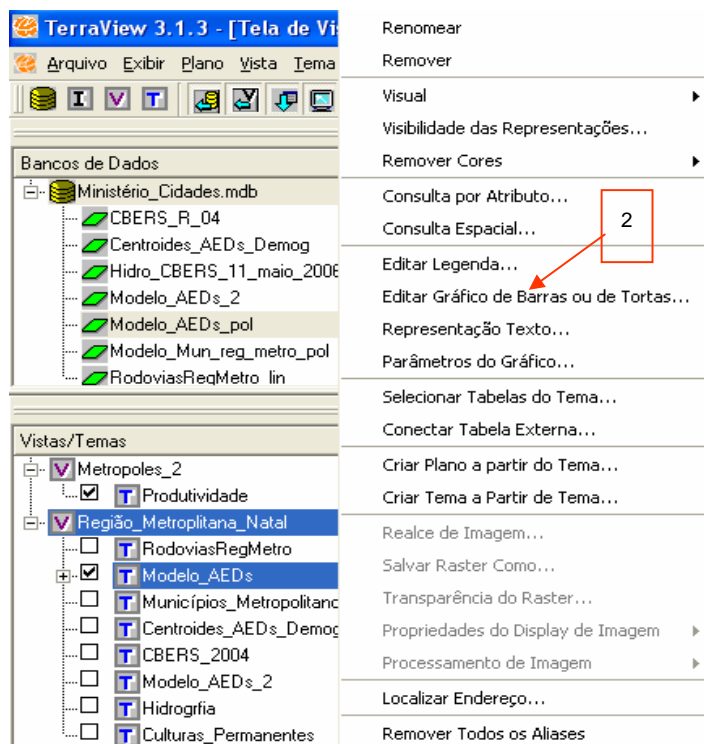 TerraView 3.1.3 - [Tela de Vi
Arquivo Exibir Plano Vista Tema
I V T
Bancos de Dados
Ministério_Cidades.mdb
CBERS_R_04
Centroides_AEDs_Demog
Hidro_CBERS_11_maio_2006
Modelo_AEDs_2
Modelo_AEDs_pol
Modelo_Mun_reg_metro_pol
RodoviasRegMetro_lin
Vistas/Temas
V Metropoles_2
T Produtividade
V Região_Metroplitana_Natal
T RodoviasRegMetro
T Modelo_AEDs
T Municípios_Metropolitano
T Centroides_AEDs_Demog
T CBERS_2004
T Modelo_AEDs_2
T Hidogrfia
T Culturas_Permanentes
Renomear
Remover
Visual
Visibilidade das Representações...
Remover Cores
Consulta por Atributo...
Consulta Espacial...
2
Editar Legenda...
Editar Gráfico de Barras ou de Tortas...
Representação Texto...
Parâmetros do Gráfico...
Selecionar Tabelas do Tema...
Conectar Tabela Externa...
Criar Plano a partir do Tema...
Criar Tema a Partir de Tema...
Realce de Imagem...
Salvar Raster Como...
Transparência do Raster...
Propriedades do Display de Imagem
Processamento de Imagem
Localizar Endereço...
Remover Todos os Aliases